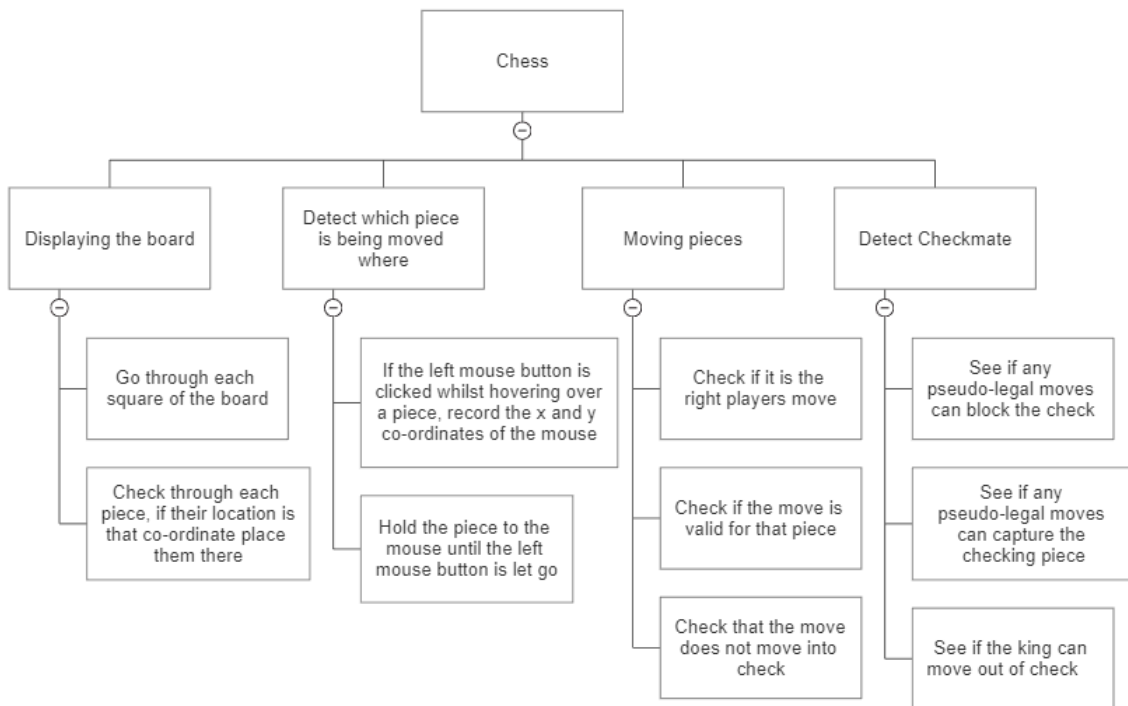 Chess
Displaying the board
Detect which piece
is being moved
where
Moving pieces
Detect Checkmate
Go through each
square of the board
Check through each
piece, if their location is
that co-ordinate place
them there
If the left mouse button is
clicked whilst hovering over
a piece, record the x and y
co-ordinates of the mouse
Hold the piece to the
mouse until the left
mouse button is let go
Check if it is the
right players move
Check if the move is
valid for that piece
Check that the move
does not move into
check
See if any
pseudo-legal moves
can block the check
See if any
pseudo-legal moves
can capture the
checking piece
See if the king can
move out of check